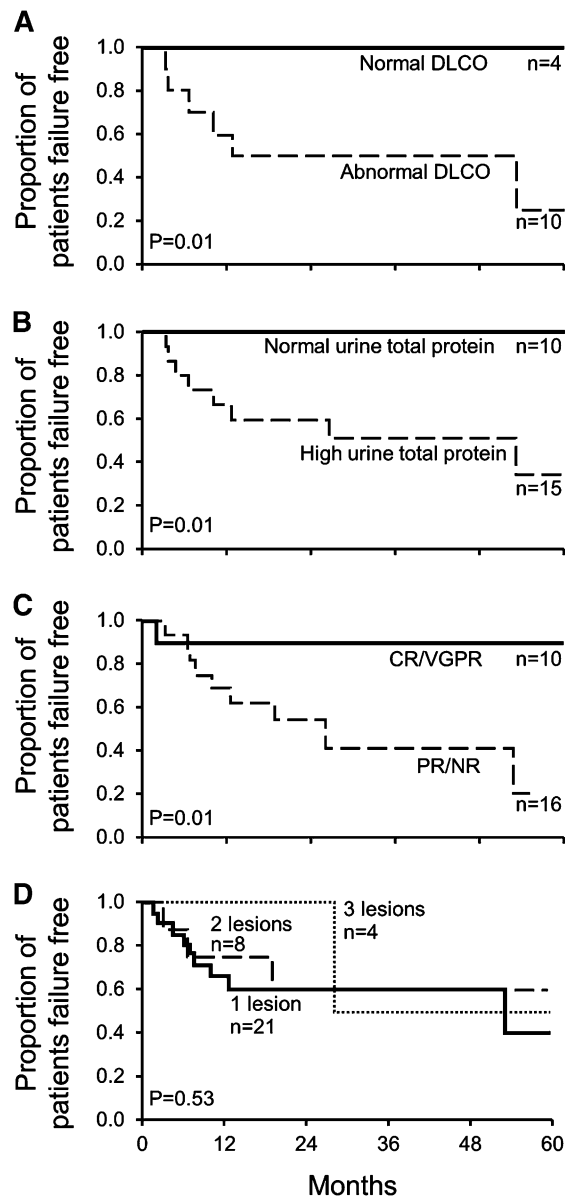 A
Proportion of
patients failure free
1.0
0.8
0.6
0.4
0.2
0.0
Normal DLCO n=4
Abnormal DLCO
n=10
P=0.01
B
Proportion of
patients failure free
1.0
0.8
0.6
0.4
0.2
0.0
Normal urine total protein n=10
High urine total protein
n=15
P=0.01
C
Proportion of
patients failure free
1.0
0.8
0.6
0.4
0.2
0.0
CR/VGPR n=10
PR/NR
n=16
P=0.01
D
Proportion of
patients failure free
1.0
0.8
0.6
0.4
0.2
0.0
2 lesions
n=8
3 lesions
n=4
1 lesion
n=21
P=0.53
0 12 24 36 48 60
Months